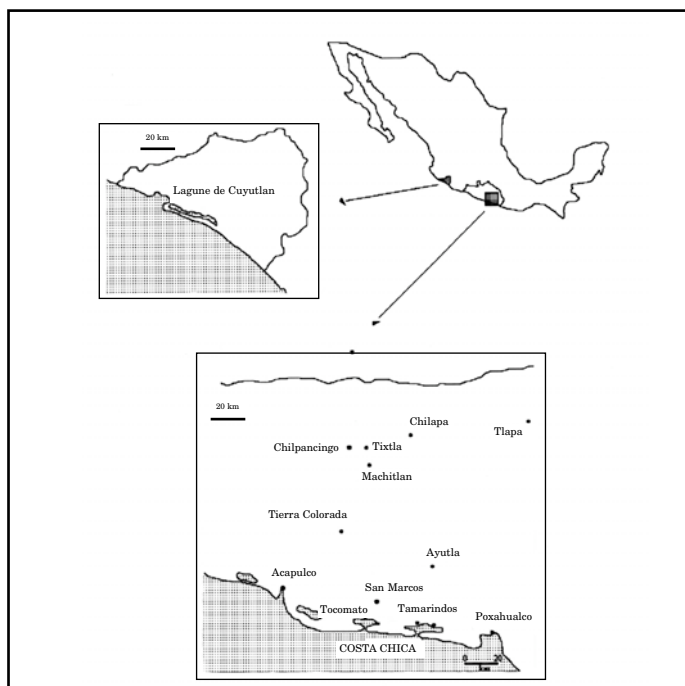 20 km
Lagune de Cuyutlan
20 km
Chilapa
Tlapa
Chilpancingo
Tixtla
Machitlan
Tierra Colorada
Ayutla
Acapulco
San Marcos
Tocomato
Tamarindos
Poxahualco
COSTA CHICA
0 20